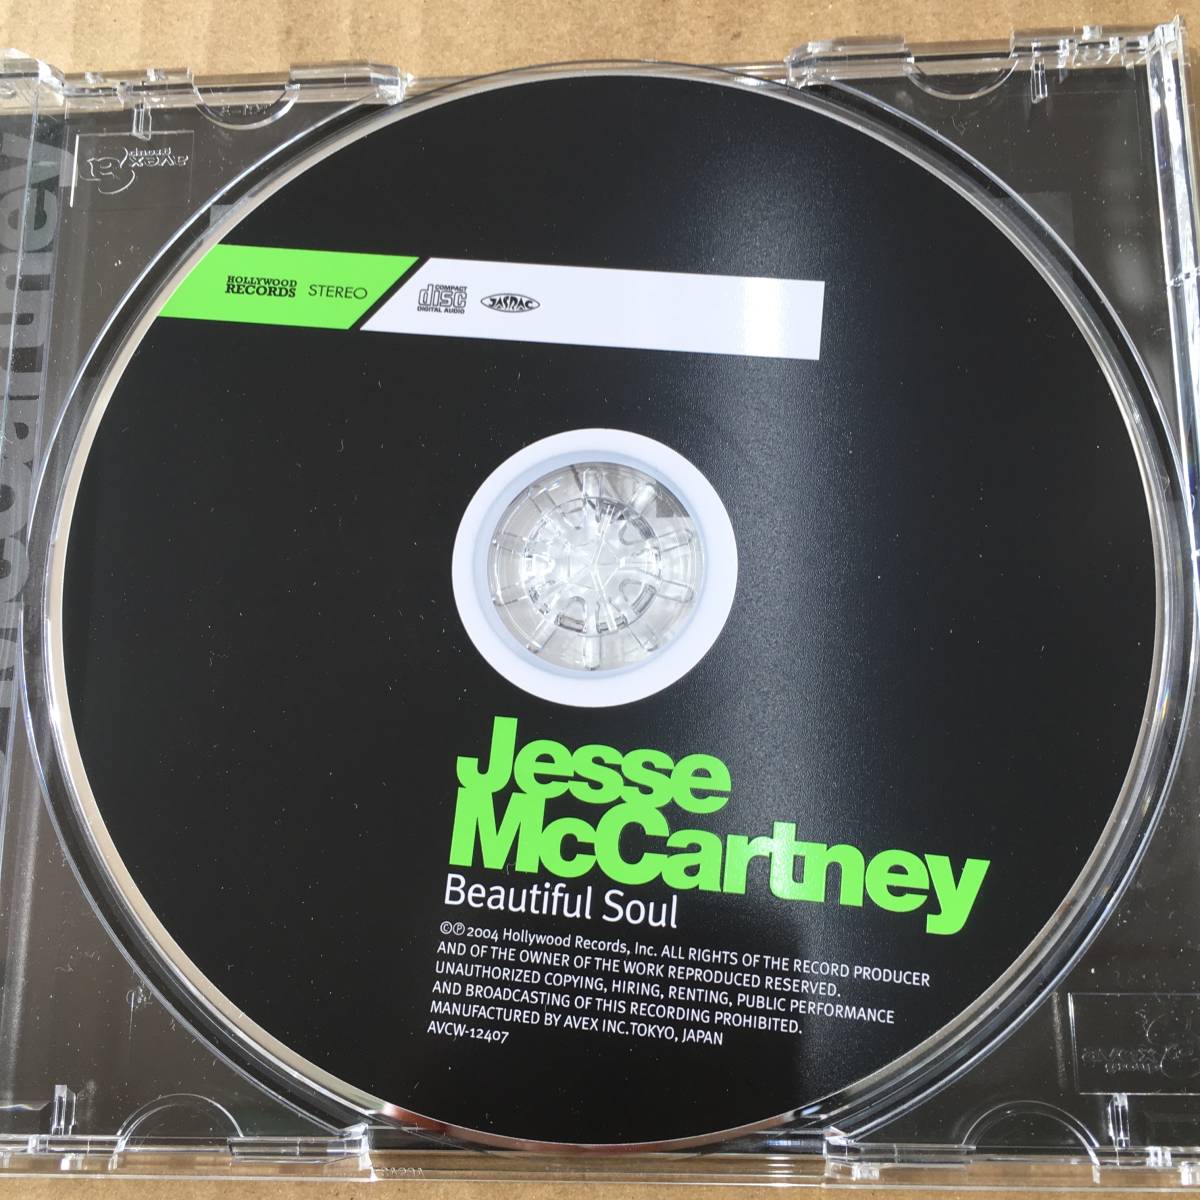 avex
group
HOLLYWOOD
RECORDS
STEREO
COMPACT
disc
DIGITAL AUDIO
JASRAC
Jesse
McCartney
Beautiful Soul
©℗2004 Hollywood Records, Inc. ALL RIGHTS OF THE RECORD PRODUCER
AND OF THE OWNER OF THE WORK REPRODUCED RESERVED.
UNAUTHORIZED COPYING, HIRING, RENTING, PUBLIC PERFORMANCE
AND BROADCASTING OF THIS RECORDING PROHIBITED.
MANUFACTURED BY AVEX INC.TOKYO, JAPAN
AVCW-12407